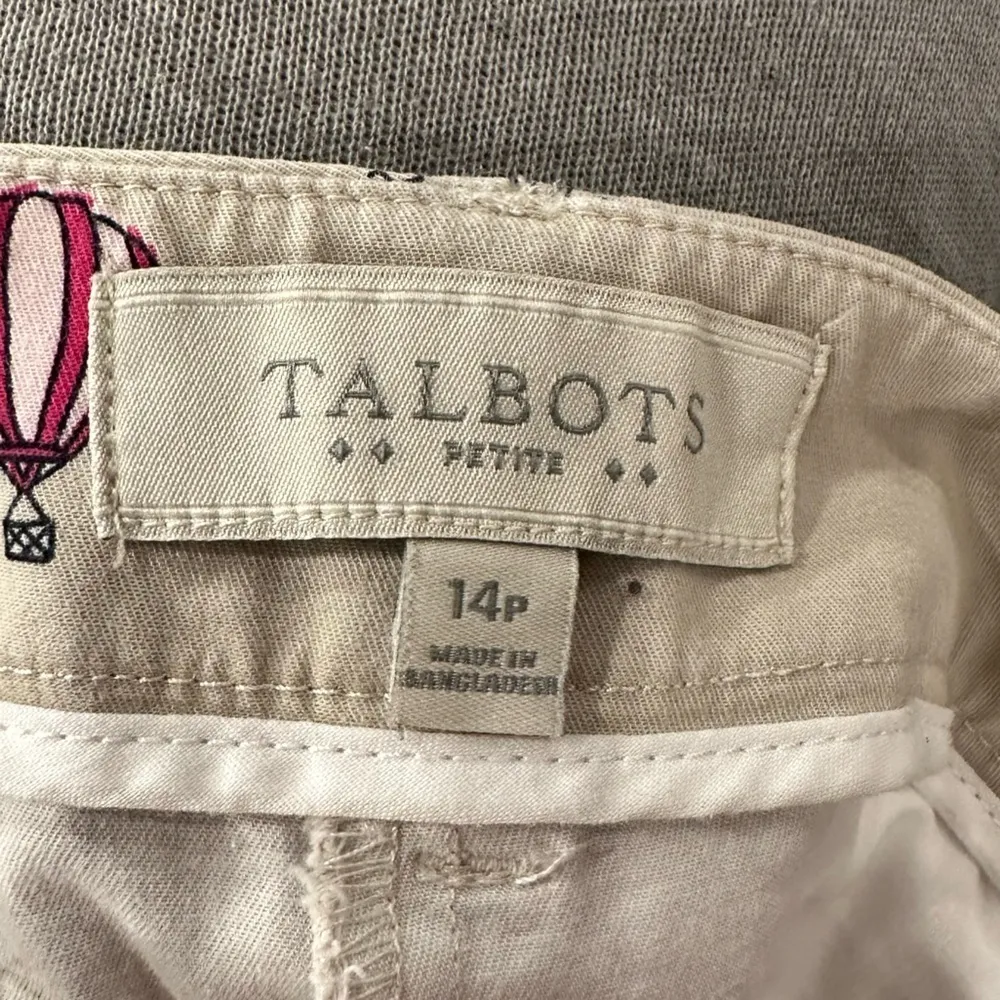 TALBOTS
PETITE
14P
MADE IN
BANGLADESH